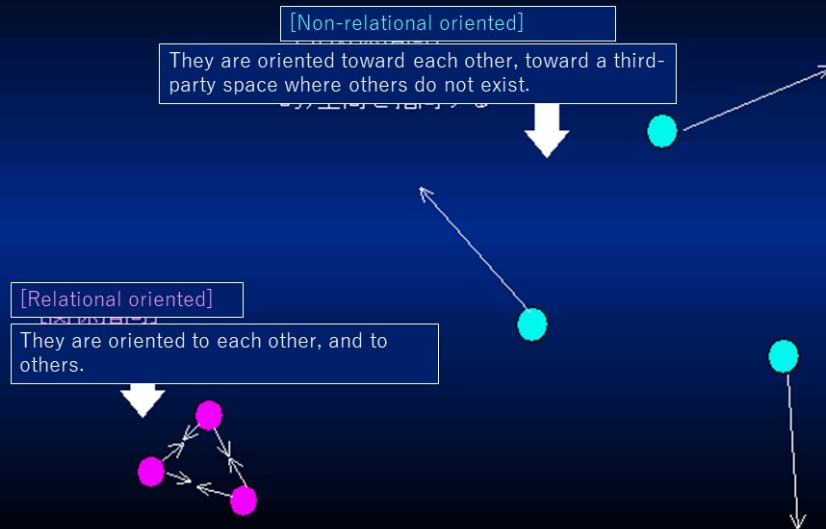 [Non-relational oriented]
They are oriented toward each other, toward a third-
party space where others do not exist.
[Relational oriented]
They are oriented to each other, and to
others.